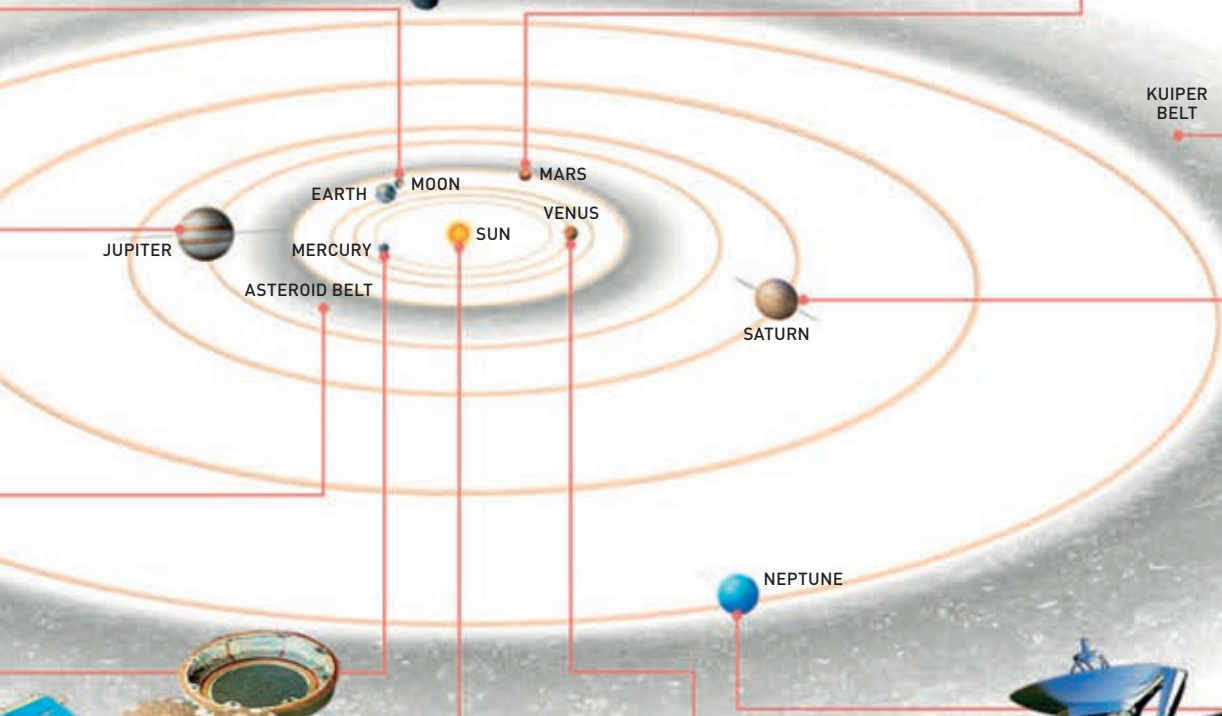 KUIPER
BELT
MARS
MOON
EARTH
VENUS
SUN
JUPITER
MERCURY
ASTEROID BELT
SATURN
NEPTUNE